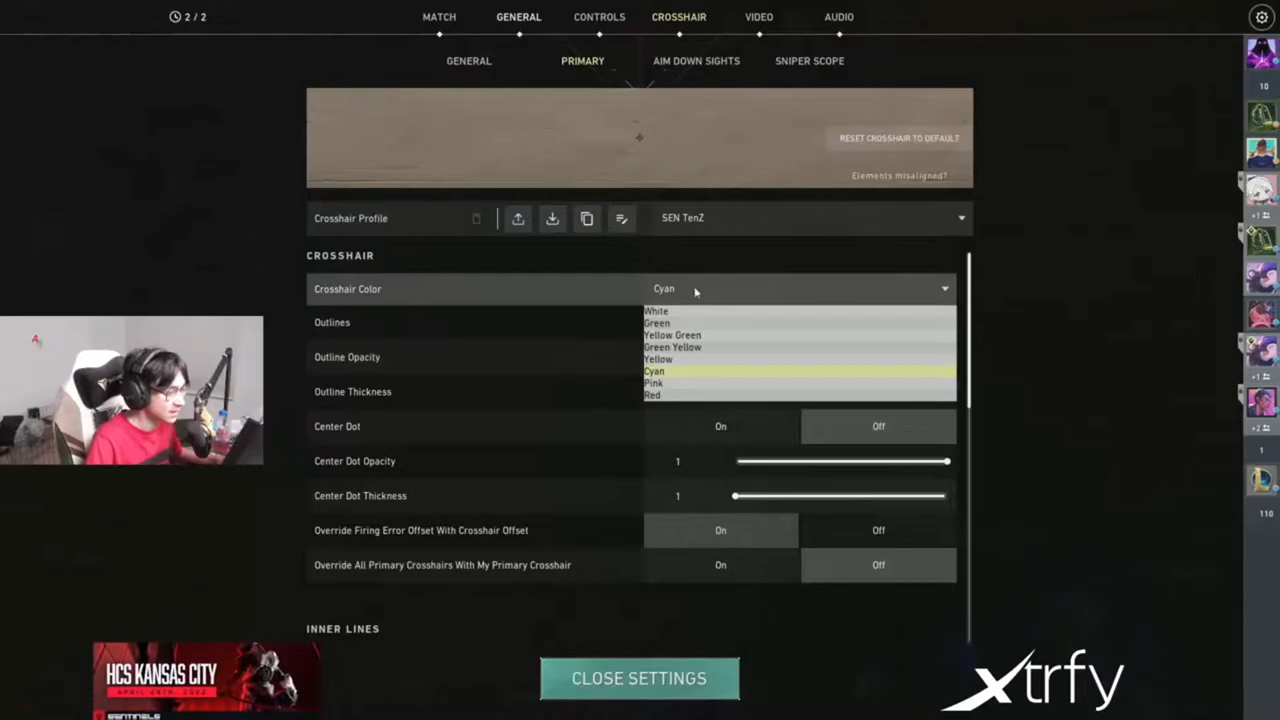 2 / 2
MATCH
GENERAL
CONTROLS
CROSSHAIR
VIDEO
AUDIO
GENERAL
PRIMARY
AIM DOWN SIGHTS
SNIPER SCOPE
RESET CROSSHAIR TO DEFAULT
Elements misaligned?
Crosshair Profile
SEN TenZ
CROSSHAIR
Crosshair Color
Cyan
White
Green
Yellow Green
Green Yellow
Yellow
Cyan
Pink
Red
Outlines
Outline Opacity
Outline Thickness
Center Dot
On
Off
Center Dot Opacity
1
Center Dot Thickness
1
Override Firing Error Offset With Crosshair Offset
On
Off
Override All Primary Crosshairs With My Primary Crosshair
On
Off
INNER LINES
CLOSE SETTINGS
10
+1
+1
+2
1
110
HCS KANSAS CITY
SENTINELS
xtrfy